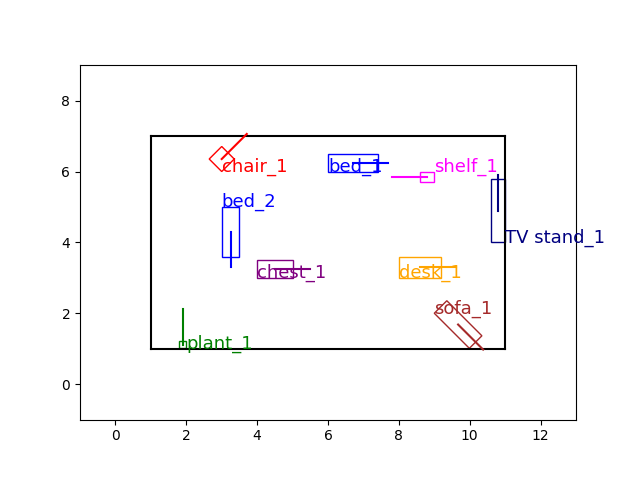 8
chair_1
bed_1
shelf_1
6
bed_2
4
TV stand_1
chest_1
desk_1
2
sofa_1
plant_1
0
0 2 4 6 8 10 12